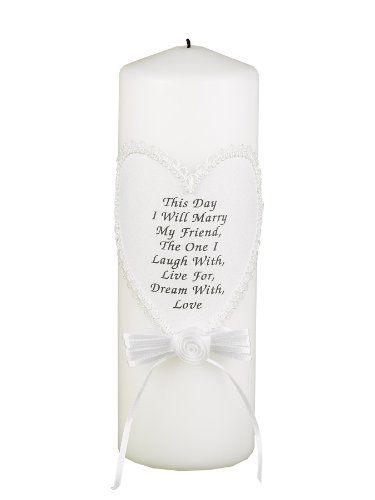 This Day
I Will Marry
My Friend,
The One I
Laugh With,
Live For,
Dream With,
Love